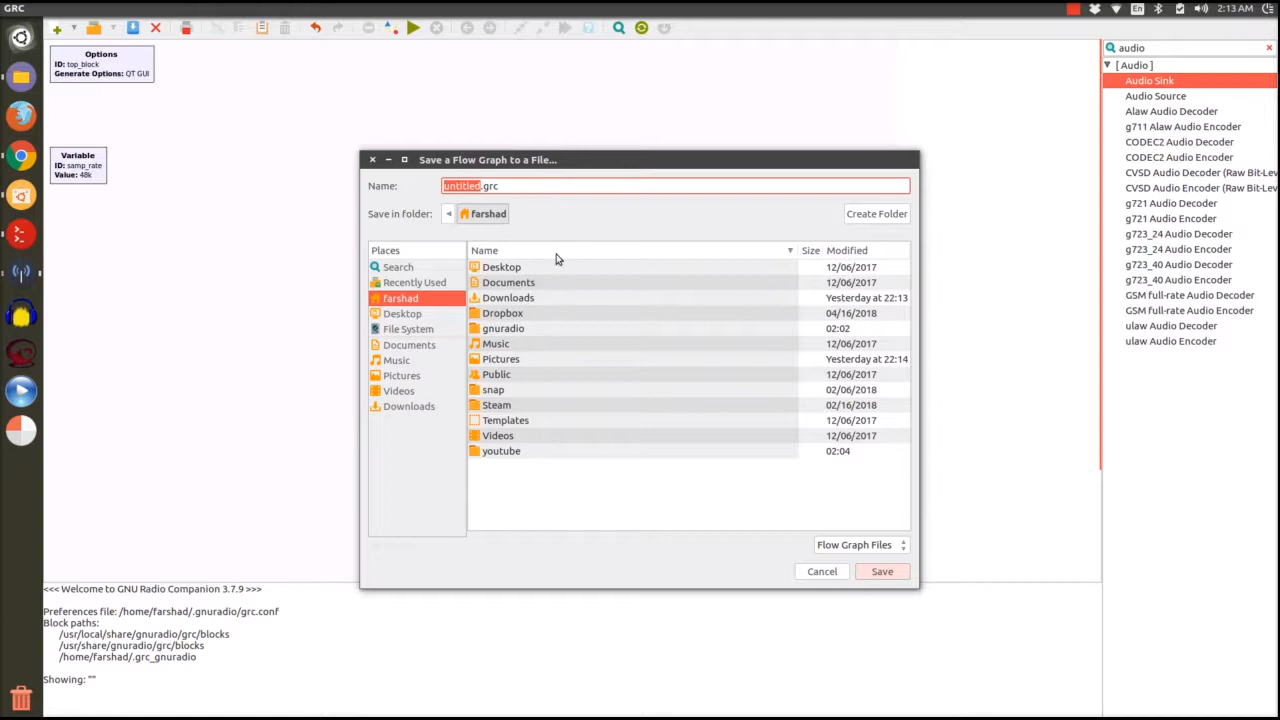 GRC
En
2:13 AM
Options
ID: top_block
Generate Options: QT GUI
Variable
ID: samp_rate
Value: 48k
audio
[ Audio ]
Audio Sink
Audio Source
Alaw Audio Decoder
g711 Alaw Audio Encoder
CODEC2 Audio Decoder
CODEC2 Audio Encoder
CVSD Audio Decoder (Raw Bit-Lev
CVSD Audio Encoder (Raw Bit-Lev
g721 Audio Decoder
g721 Audio Encoder
g723_24 Audio Decoder
g723_24 Audio Encoder
g723_40 Audio Decoder
g723_40 Audio Encoder
GSM full-rate Audio Decoder
GSM full-rate Audio Encoder
ulaw Audio Decoder
ulaw Audio Encoder
Save a Flow Graph to a File...
Name: untitled.grc
Save in folder: farshad Create Folder
Places
Search
Recently Used
farshad
Desktop
File System
Documents
Music
Pictures
Videos
Downloads
Name Size Modified
Desktop 12/06/2017
Documents 12/06/2017
Downloads Yesterday at 22:13
Dropbox 04/16/2018
gnuradio 02:02
Music 12/06/2017
Pictures Yesterday at 22:14
Public 12/06/2017
snap 02/06/2018
Steam 02/16/2018
Templates 12/06/2017
Videos 12/06/2017
youtube 02:04
Flow Graph Files
Cancel Save
<<< Welcome to GNU Radio Companion 3.7.9 >>>
Preferences file: /home/farshad/.gnuradio/grc.conf
Block paths:
/usr/local/share/gnuradio/grc/blocks
/usr/share/gnuradio/grc/blocks
/home/farshad/.grc_gnuradio
Showing: ""